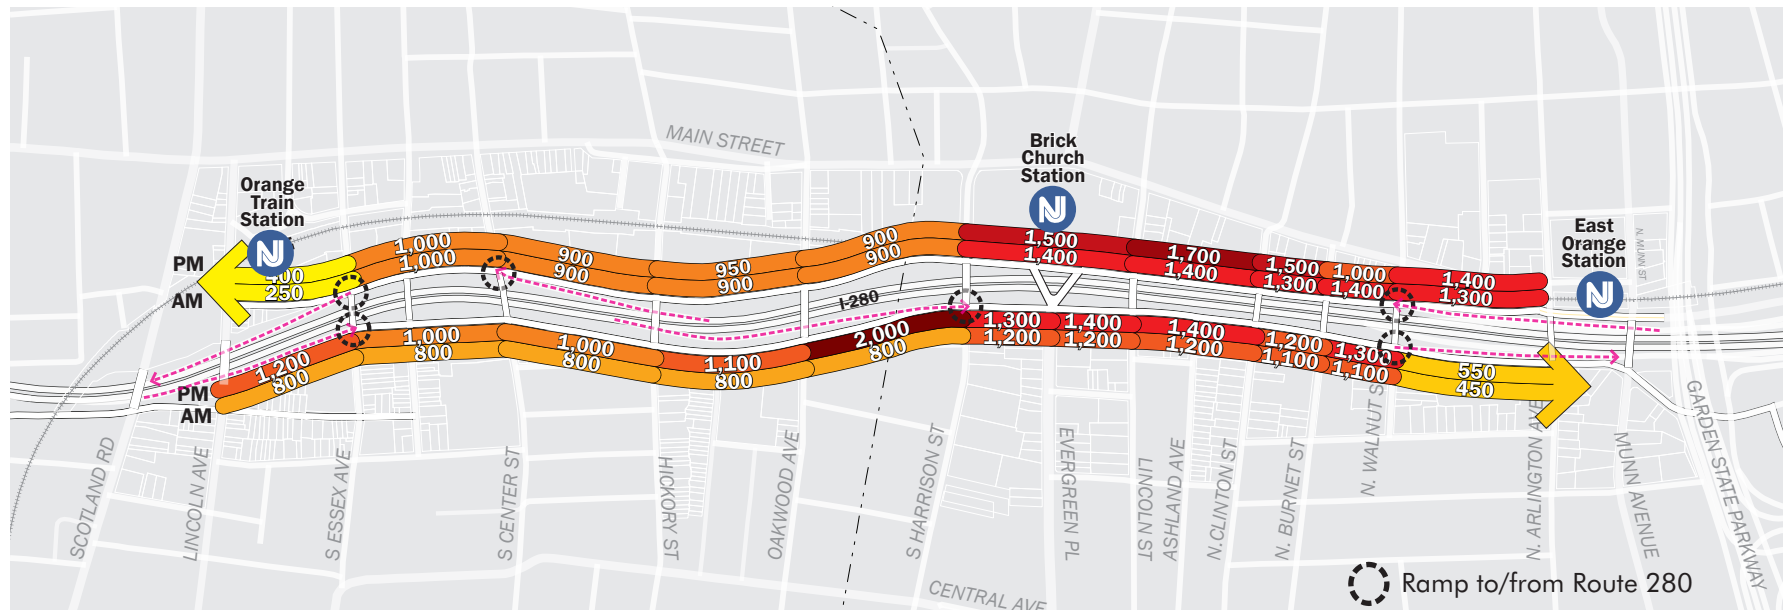 MAIN STREET
Brick
Church
Station
Orange
Train
Station
East
Orange
Station
N. MUNN ST
PM
AM
250
1,000
1,000
900
900
950
900
900
900
1,500
1,400
1,700
1,400
1,500
1,300
1,000
1,400
1,400
1,300
I-280
PM
AM
1,200
800
1,000
800
1,000
800
1,100
800
2,000
800
1,300
1,200
1,400
1,200
1,400
1,200
1,200
1,100
1,300
1,100
550
450
SCOTLAND RD
LINCOLN AVE
S ESSEX AVE
S CENTER ST
HICKORY ST
OAKWOOD AVE
S HARRISON ST
EVERGREEN PL
LINCOLN ST
ASHLAND AVE
N.CLINTON ST
N. BURNET ST
N. WALNUT S
N. ARLINGTON AVE
MUNN AVENUE
GARDEN STATE PARKWAY
CENTRAL AVE
Ramp to/from Route 280